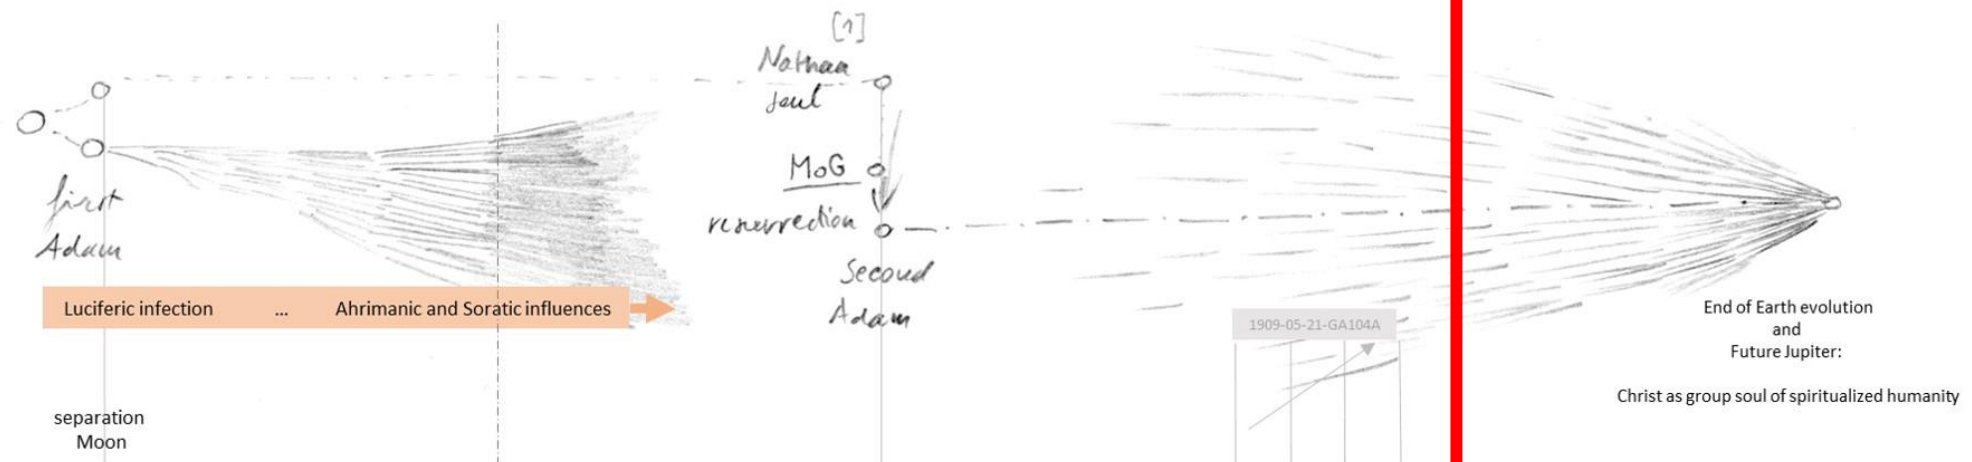 [1]
Nathan
soul
MoG
resurrection
Second
Adam
first
Adam
Luciferic infection ... Ahrimanic and Soratic influences
separation
Moon
1909-05-21-GA104A
End of Earth evolution
and
Future Jupiter:
Christ as group soul of spiritualized humanity